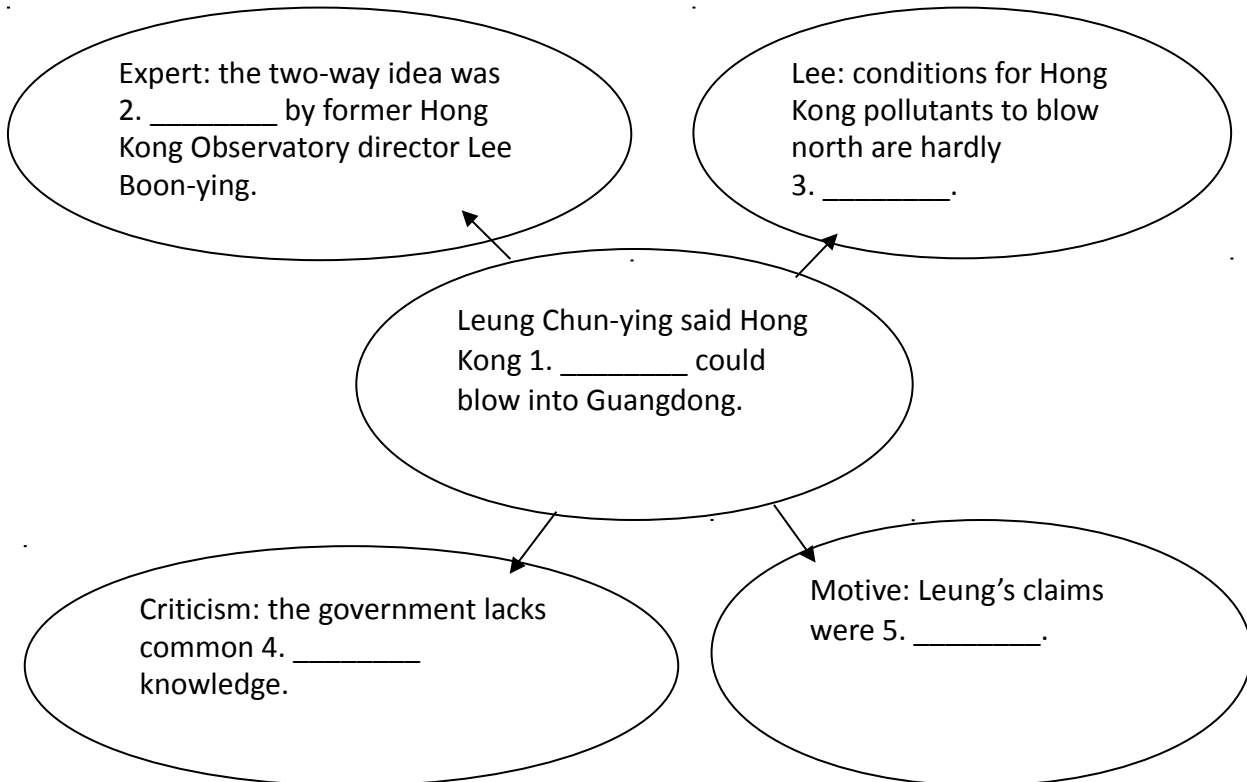 Expert: the two-way idea was
2. ________ by former Hong
Kong Observatory director Lee
Boon-ying.
Lee: conditions for Hong
Kong pollutants to blow
north are hardly
3. ________.
Leung Chun-ying said Hong
Kong 1. ________ could
blow into Guangdong.
Criticism: the government lacks
common 4. ________
knowledge.
Motive: Leung’s claims
were 5. ________.